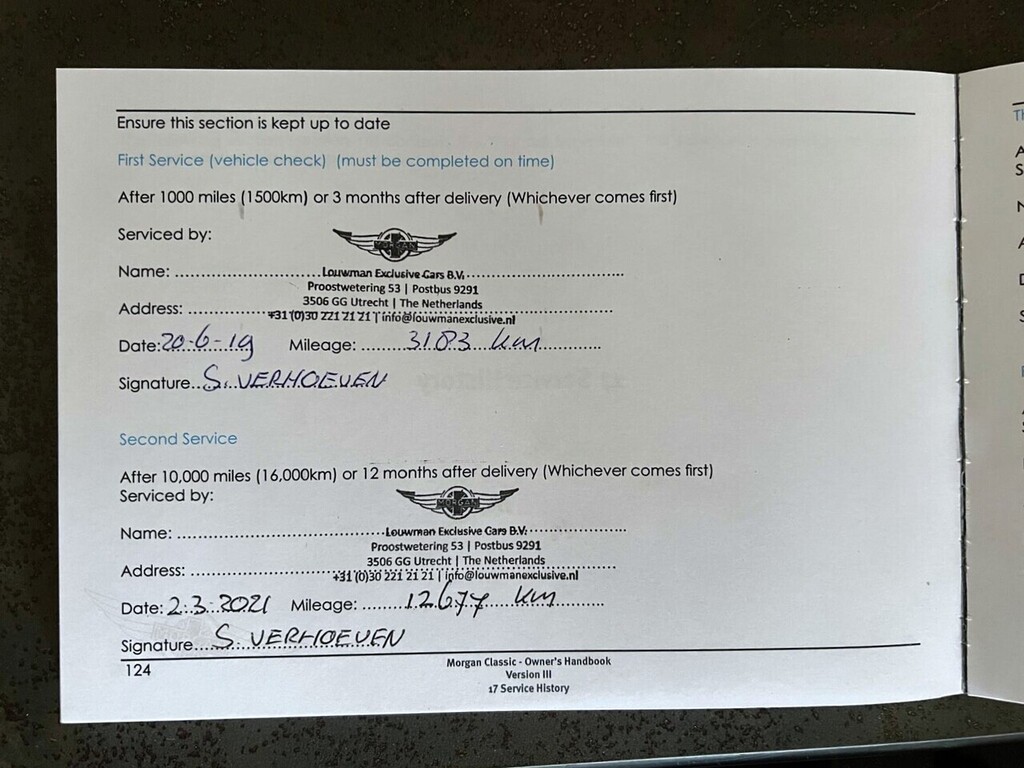 Ensure this section is kept up to date
First Service (vehicle check) (must be completed on time)
After 1000 miles (1500km) or 3 months after delivery (Whichever comes first)
Serviced by:
MORGAN
Name: Louwman Exclusive Cars B.V.
Proostwetering 53 | Postbus 9291
3506 GG Utrecht | The Netherlands
Address: +31 (0)30 221 21 21 | info@louwmanexclusive.nl
Date: 20-6-19 Mileage: 3183 km
Signature S. VERHOEVEN
Second Service
After 10,000 miles (16,000km) or 12 months after delivery (Whichever comes first)
Serviced by:
MORGAN
Name: Louwman Exclusive Cars B.V.
Proostwetering 53 | Postbus 9291
3506 GG Utrecht | The Netherlands
Address: +31 (0)30 221 21 21 | info@louwmanexclusive.nl
Date: 2.3.2021 Mileage: 12677 km
Signature S. VERHOEVEN
124
Morgan Classic - Owner's Handbook
Version III
17 Service History